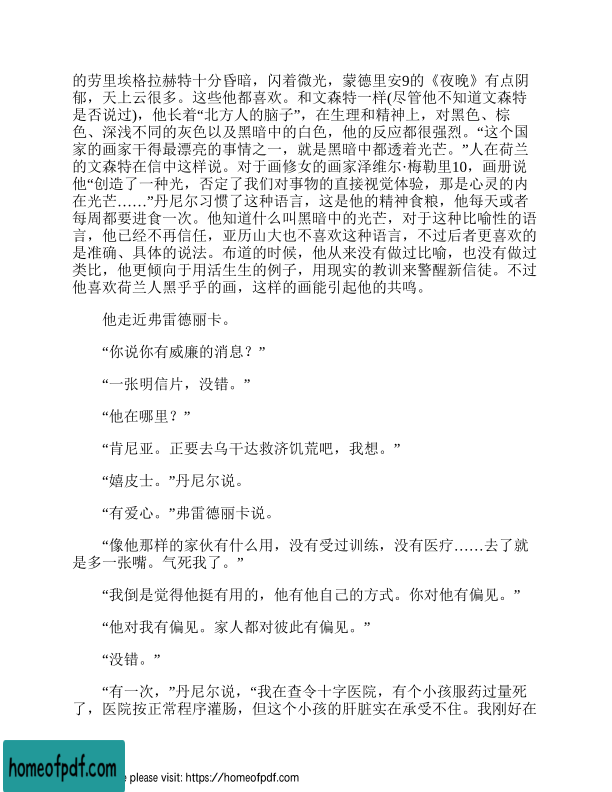 的劳里埃格拉赫特十分昏暗，闪着微光，蒙德里安9的《夜晚》有点阴
郁，天上云很多。这些他都喜欢。和文森特一样(尽管他不知道文森特
是否说过)，他长着“北方人的脑子”，在生理和精神上，对黑色、棕
色、深浅不同的灰色以及黑暗中的白色，他的反应都很强烈。“这个国
家的画家干得最漂亮的事情之一，就是黑暗中都透着光芒。”人在荷兰
的文森特在信中这样说。对于画修女的画家泽维尔·梅勒里10，画册说
他“创造了一种光，否定了我们对事物的直接视觉体验，那是心灵的内
在光芒……”丹尼尔习惯了这种语言，这是他的精神食粮，他每天或者
每周都要进食一次。他知道什么叫黑暗中的光芒，对于这种比喻性的语
言，他已经不再信任，亚历山大也不喜欢这种语言，不过后者更喜欢的
是准确、具体的说法。布道的时候，他从来没有做过比喻，也没有做过
类比，他更倾向于用活生生的例子，用现实的教训来警醒新信徒。不过
他喜欢荷兰人黑乎乎的画，这样的画能引起他的共鸣。
他走近弗雷德丽卡。
“你说你有威廉的消息？”
“一张明信片，没错。”
“他在哪里？”
“肯尼亚。正要去乌干达救济饥荒吧，我想。”
“嬉皮士。”丹尼尔说。
“有爱心。”弗雷德丽卡说。
“像他那样的家伙有什么用，没有受过训练，没有医疗……去了就
是多一张嘴。气死我了。”
“我倒是觉得他挺有用的，他有他自己的方式。你对他有偏见。”
“他对我有偏见。家人都对彼此有偏见。”
“没错。”
“有一次，”丹尼尔说，“我在查令十字医院，有个小孩服药过量死
了，医院按正常程序灌肠，但这个小孩的肝脏实在承受不住。我刚好在
homeofpdf.com
e please visit: https://homeofpdf.com